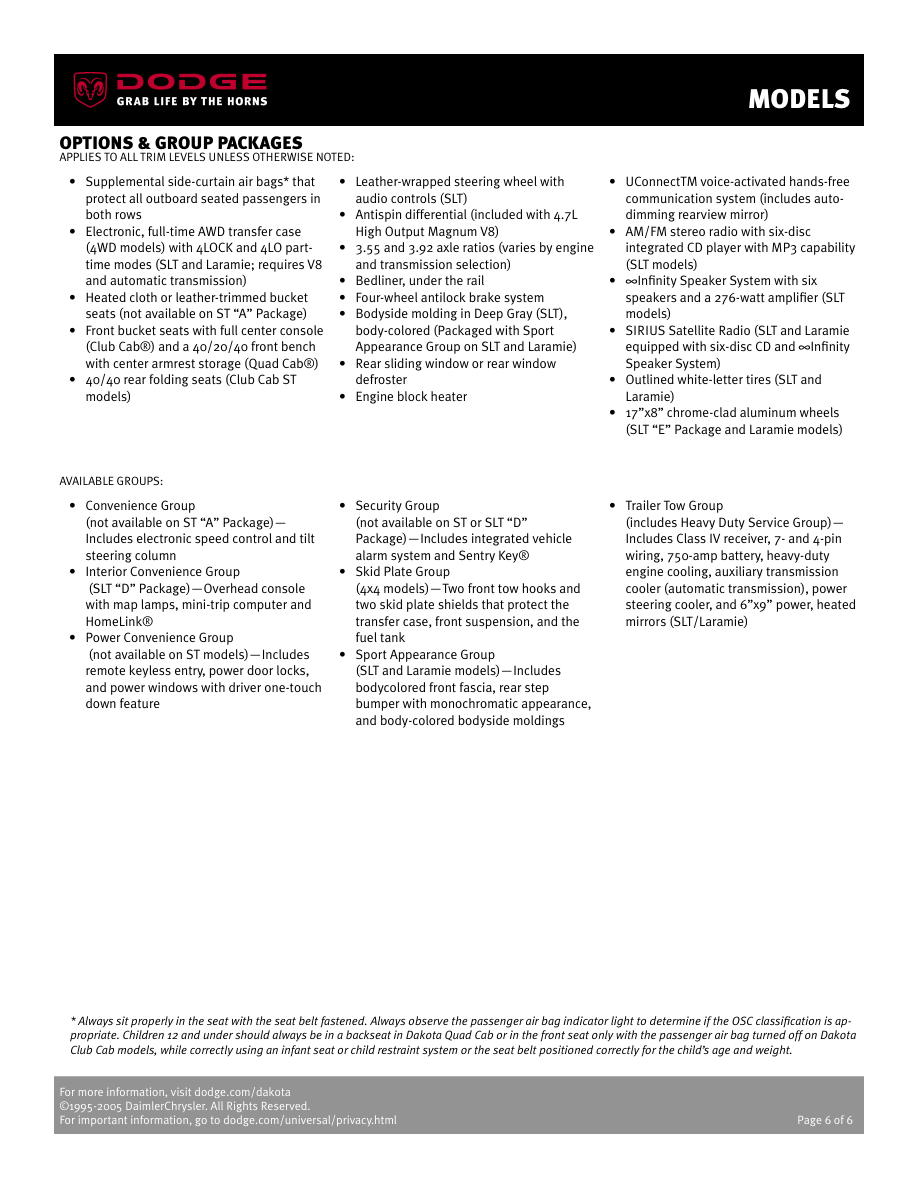 DODGE
GRAB LIFE BY THE HORNS
MODELS
OPTIONS & GROUP PACKAGES
APPLIES TO ALL TRIM LEVELS UNLESS OTHERWISE NOTED:
• Supplemental side-curtain air bags* that
protect all outboard seated passengers in
both rows
• Electronic, full-time AWD transfer case
(4WD models) with 4LOCK and 4LO part-
time modes (SLT and Laramie; requires V8
and automatic transmission)
• Heated cloth or leather-trimmed bucket
seats (not available on ST “A” Package)
• Front bucket seats with full center console
(Club Cab®) and a 40/20/40 front bench
with center armrest storage (Quad Cab®)
• 40/40 rear folding seats (Club Cab ST
models)
• Leather-wrapped steering wheel with
audio controls (SLT)
• Antispin differential (included with 4.7L
High Output Magnum V8)
• 3.55 and 3.92 axle ratios (varies by engine
and transmission selection)
• Bedliner, under the rail
• Four-wheel antilock brake system
• Bodyside molding in Deep Gray (SLT),
body-colored (Packaged with Sport
Appearance Group on SLT and Laramie)
• Rear sliding window or rear window
defroster
• Engine block heater
• UConnectTM voice-activated hands-free
communication system (includes auto-
dimming rearview mirror)
• AM/FM stereo radio with six-disc
integrated CD player with MP3 capability
(SLT models)
• ∞Infinity Speaker System with six
speakers and a 276-watt amplifier (SLT
models)
• SIRIUS Satellite Radio (SLT and Laramie
equipped with six-disc CD and ∞Infinity
Speaker System)
• Outlined white-letter tires (SLT and
Laramie)
• 17”x8” chrome-clad aluminum wheels
(SLT “E” Package and Laramie models)
AVAILABLE GROUPS:
• Convenience Group
(not available on ST “A” Package)—
Includes electronic speed control and tilt
steering column
• Interior Convenience Group
(SLT “D” Package)—Overhead console
with map lamps, mini-trip computer and
HomeLink®
• Power Convenience Group
(not available on ST models)—Includes
remote keyless entry, power door locks,
and power windows with driver one-touch
down feature
• Security Group
(not available on ST or SLT “D”
Package)—Includes integrated vehicle
alarm system and Sentry Key®
• Skid Plate Group
(4x4 models)—Two front tow hooks and
two skid plate shields that protect the
transfer case, front suspension, and the
fuel tank
• Sport Appearance Group
(SLT and Laramie models)—Includes
bodycolored front fascia, rear step
bumper with monochromatic appearance,
and body-colored bodyside moldings
• Trailer Tow Group
(includes Heavy Duty Service Group)—
Includes Class IV receiver, 7- and 4-pin
wiring, 750-amp battery, heavy-duty
engine cooling, auxiliary transmission
cooler (automatic transmission), power
steering cooler, and 6”x9” power, heated
mirrors (SLT/Laramie)
* Always sit properly in the seat with the seat belt fastened. Always observe the passenger air bag indicator light to determine if the OSC classification is ap-
propriate. Children 12 and under should always be in a backseat in Dakota Quad Cab or in the front seat only with the passenger air bag turned off on Dakota
Club Cab models, while correctly using an infant seat or child restraint system or the seat belt positioned correctly for the child’s age and weight.
For more information, visit dodge.com/dakota
©1995-2005 DaimlerChrysler. All Rights Reserved.
For important information, go to dodge.com/universal/privacy.html
Page 6 of 6